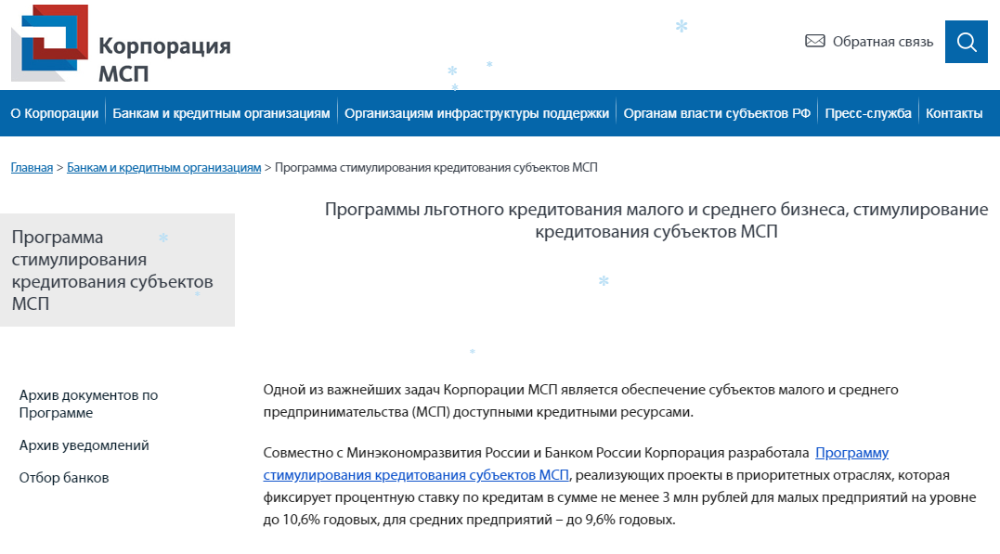 Корпорация
МСП
Обратная связь
О Корпорации
Банкам и кредитным организациям
Организациям инфраструктуры поддержки
Органам власти субъектов РФ
Пресс-служба
Контакты
Главная > Банкам и кредитным организациям > Программа стимулирования кредитования субъектов МСП
Программы льготного кредитования малого и среднего бизнеса, стимулирование
кредитования субъектов МСП
Программа
стимулирования
кредитования субъектов
МСП
Архив документов по
Программе
Архив уведомлений
Отбор банков
Одной из важнейших задач Корпорации МСП является обеспечение субъектов малого и среднего
предпринимательства (МСП) доступными кредитными ресурсами.
Совместно с Минэкономразвития России и Банком России Корпорация разработала Программу
стимулирования кредитования субъектов МСП, реализующих проекты в приоритетных отраслях, которая
фиксирует процентную ставку по кредитам в сумме не менее 3 млн рублей для малых предприятий на уровне
до 10,6% годовых, для средних предприятий – до 9,6% годовых.